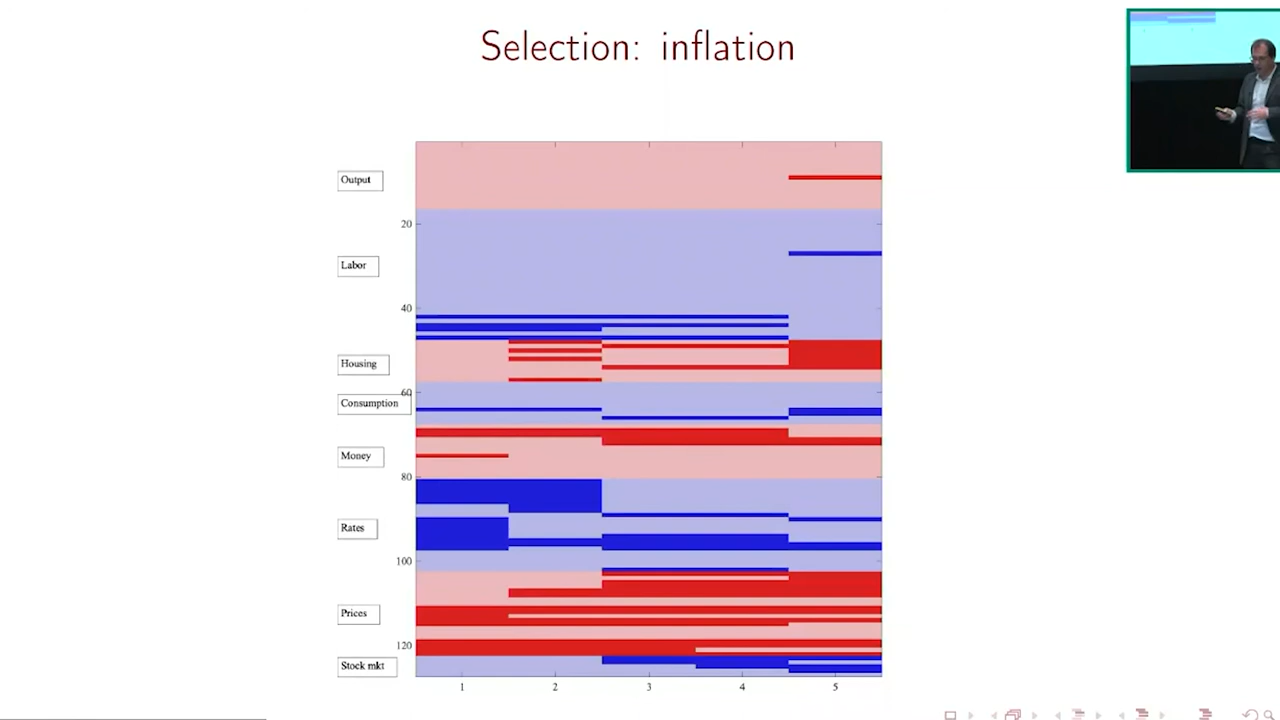 Selection: inflation
Output
20
Labor
40
Housing
60
Consumption
Money
80
Rates
100
Prices
120
Stock mkt
1 2 3 4 5